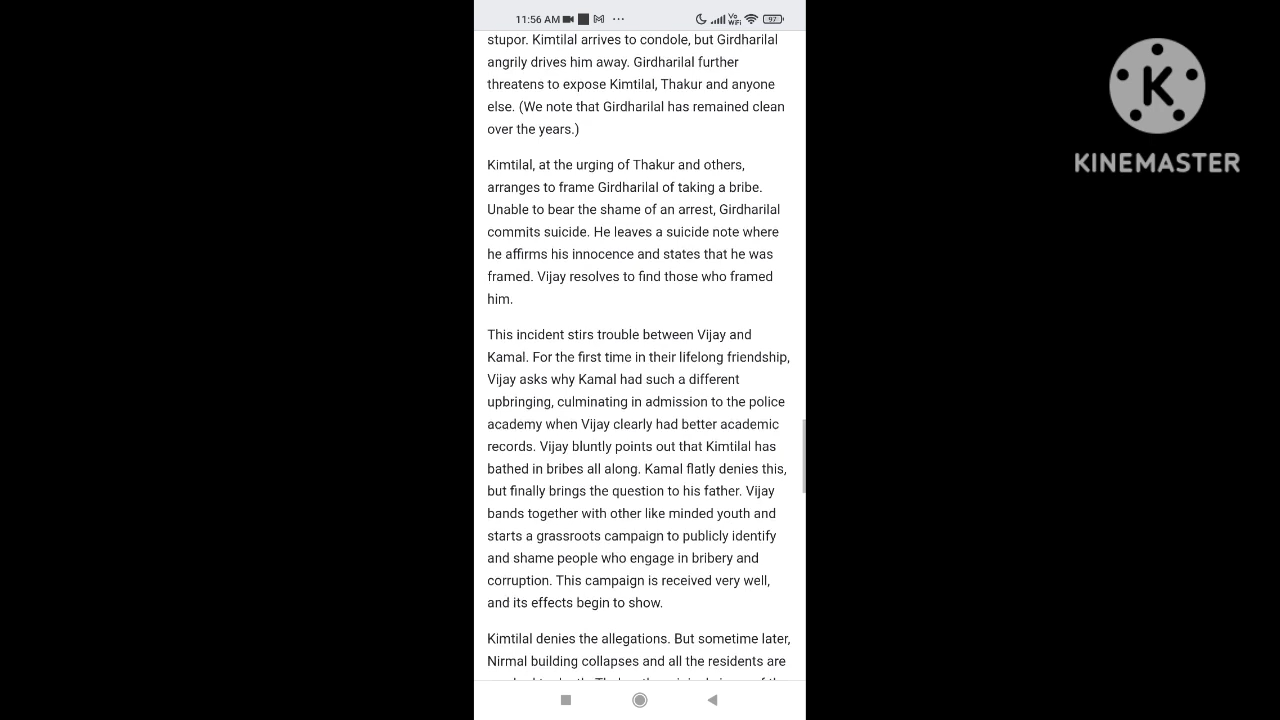 11:56 AM
Vo
WiFi
97
stupor. Kimtilal arrives to condole, but Girdharilal
angrily drives him away. Girdharilal further
threatens to expose Kimtilal, Thakur and anyone
else. (We note that Girdharilal has remained clean
over the years.)
Kimtilal, at the urging of Thakur and others,
arranges to frame Girdharilal of taking a bribe.
Unable to bear the shame of an arrest, Girdharilal
commits suicide. He leaves a suicide note where
he affirms his innocence and states that he was
framed. Vijay resolves to find those who framed
him.
This incident stirs trouble between Vijay and
Kamal. For the first time in their lifelong friendship,
Vijay asks why Kamal had such a different
upbringing, culminating in admission to the police
academy when Vijay clearly had better academic
records. Vijay bluntly points out that Kimtilal has
bathed in bribes all along. Kamal flatly denies this,
but finally brings the question to his father. Vijay
bands together with other like minded youth and
starts a grassroots campaign to publicly identify
and shame people who engage in bribery and
corruption. This campaign is received very well,
and its effects begin to show.
Kimtilal denies the allegations. But sometime later,
Nirmal building collapses and all the residents are
K
KINEMASTER